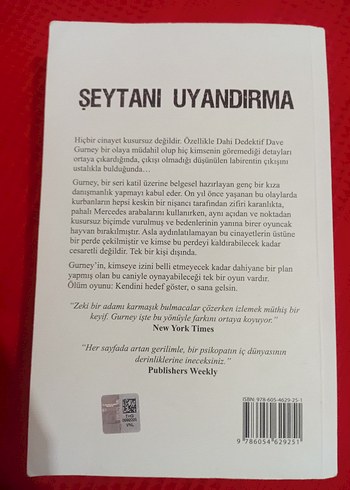 ŞEYTANI UYANDIRMA
Hiçbir cinayet kusursuz değildir. Özellikle Dahi Dedektif Dave
Gurney bir olaya müdahil olup hiç kimsenin göremediği detayları
ortaya çıkardığında, çıkışı olmadığı düşünülen labirentin çıkışını
ustalıkla bulduğunda…
Gurney, bir seri katil üzerine belgesel hazırlayan genç bir kıza
danışmanlık yapmayı kabul eder. On yıl önce yaşanan bu olaylarda
kurbanların hepsi keskin bir nişancı tarafından zifiri karanlıkta,
pahalı Mercedes arabalarını kullanırken, aynı açıdan ve noktadan
kusursuz biçimde vurulmuş ve bedenlerinin yanına birer oyuncak
hayvan bırakılmıştır. Asla aydınlatılamayan bu cinayetlerin üstüne
bir perde çekilmiştir ve kimse bu perdeyi kaldırabilecek kadar
cesaretli değildir. Tek bir kişi dışında.
Gurney'in, kimseye izini belli etmeyecek kadar dahiyane bir plan
yapmış olan bu caniyle oynayabileceği tek bir oyun vardır.
Ölüm oyunu: Kendini hedef göster, o sana gelsin.
"Zeki bir adamı karmaşık bulmacalar çözerken izlemek müthiş bir
keyif. Gurney işte bu yönüyle farkını ortaya koyuyor."
New York Times
"Her sayfada artan gerilimle, bir psikopatın iç dünyasının
derinliklerine ineceksiniz."
Publishers Weekly
ISBN 978-605-4629-25-1
9 786054 629251